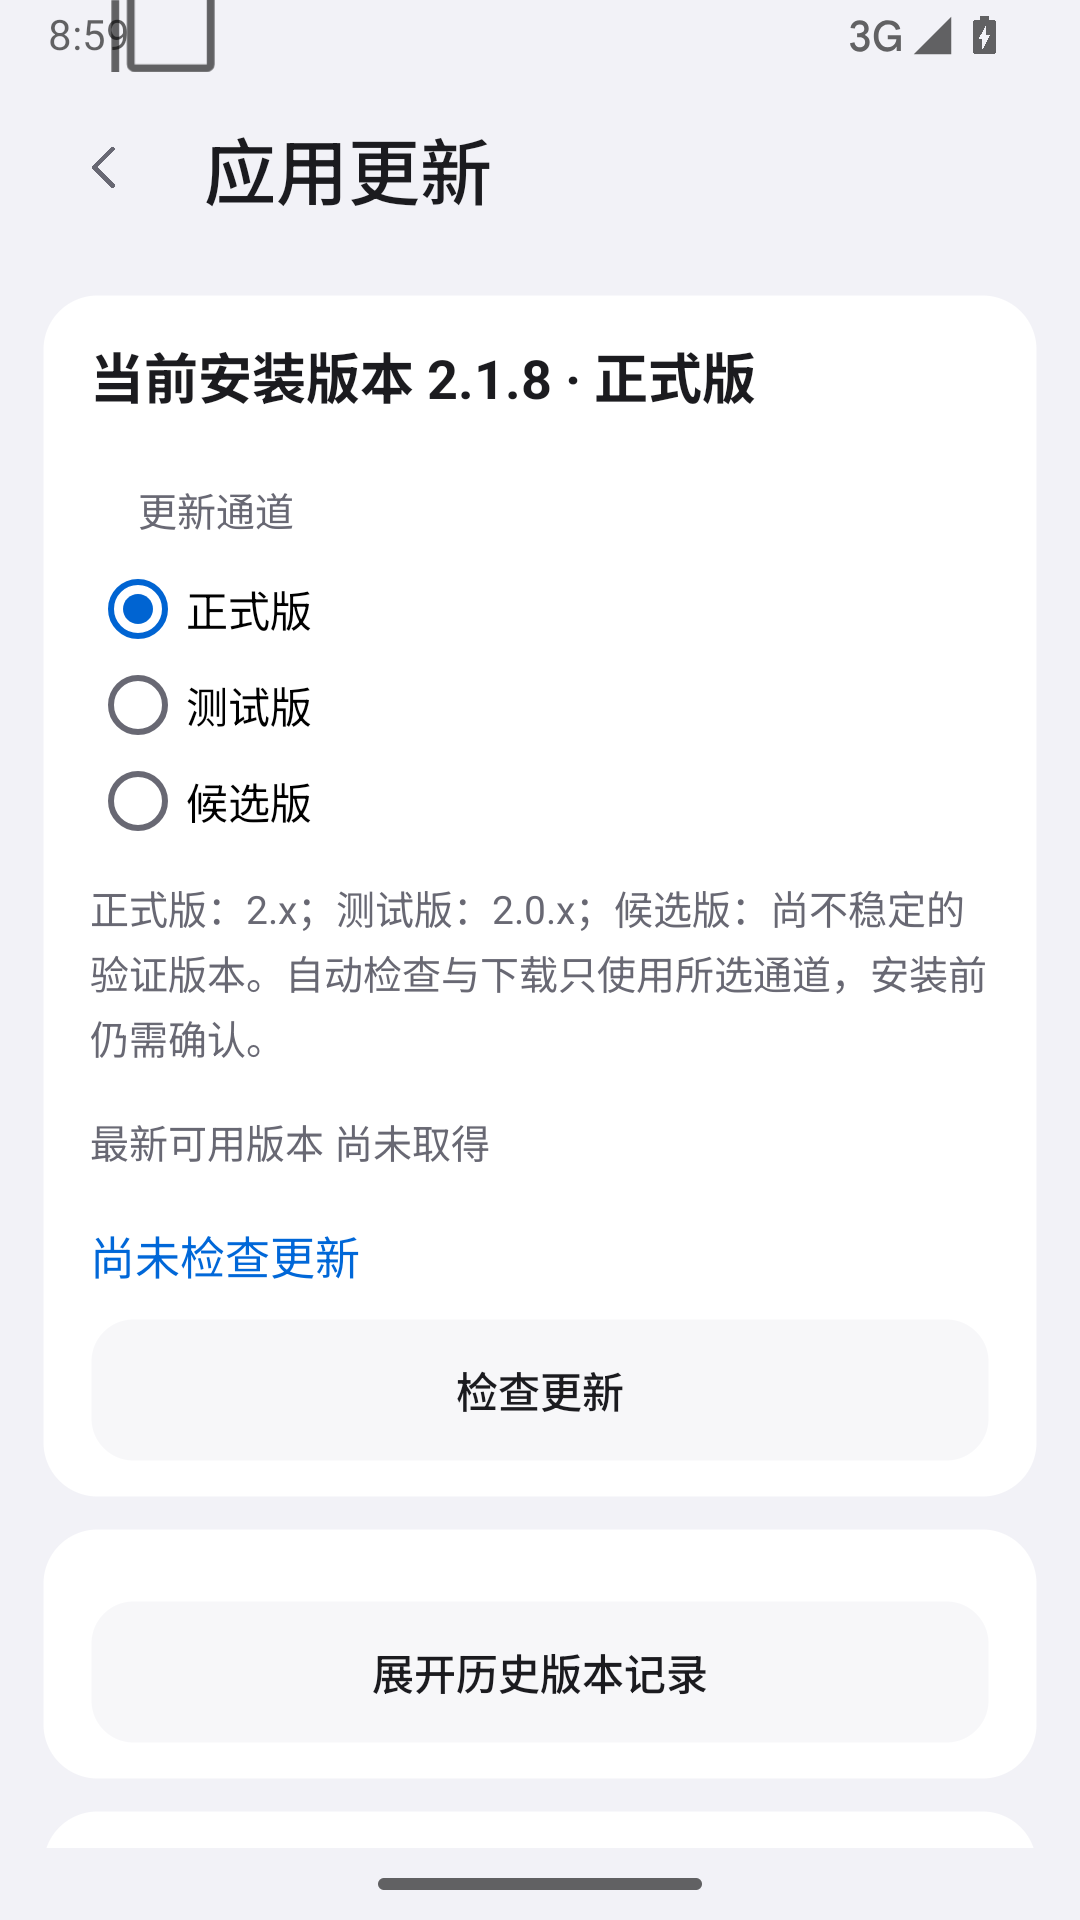 8:59
3G
应用更新
当前安装版本 2.1.8 · 正式版
更新通道
正式版
测试版
候选版
正式版：2.x；测试版：2.0.x；候选版：尚不稳定的
验证版本。自动检查与下载只使用所选通道，安装前
仍需确认。
最新可用版本 尚未取得
尚未检查更新
检查更新
展开历史版本记录